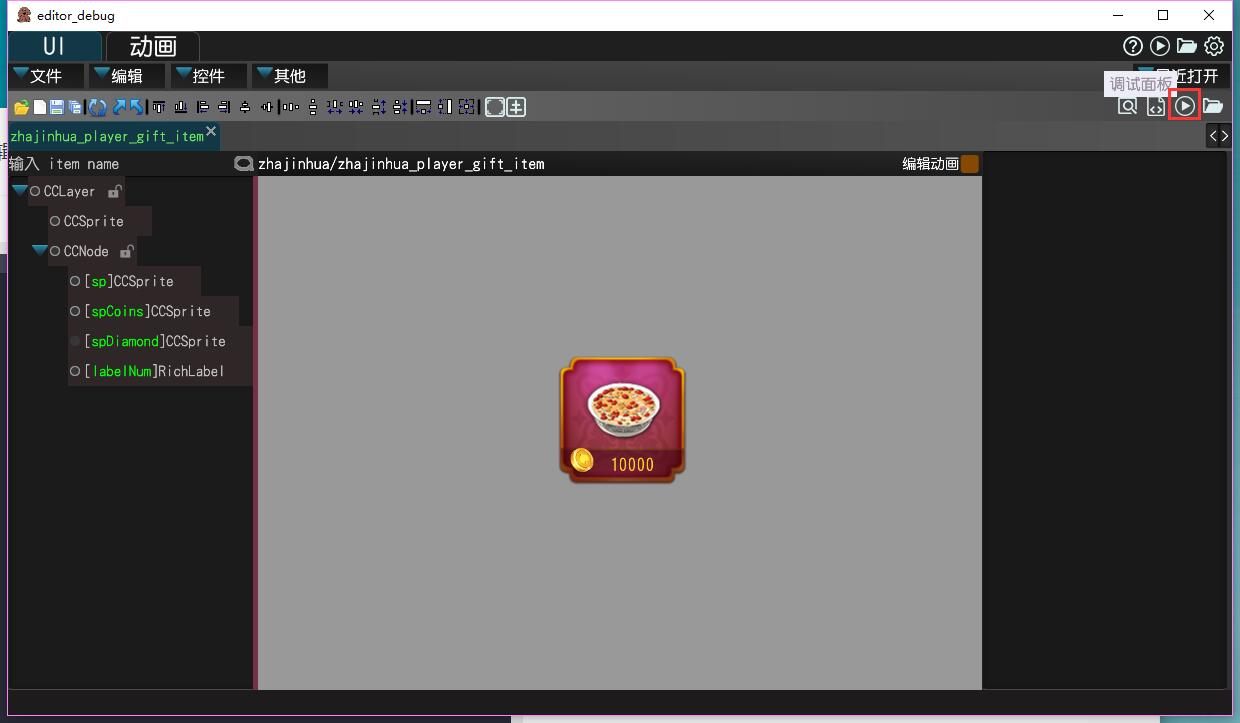 editor_debug
UI
动画
文件
编辑
控件
其他
近打开
调试面板
zhajinhua_player_gift_item
输入 item name
zhajinhua/zhajinhua_player_gift_item
编辑动画
CCLayer
CCSprite
CCNode
[sp]CCSprite
[spCoins]CCSprite
[spDiamond]CCSprite
[labelNum]RichLabel
10000